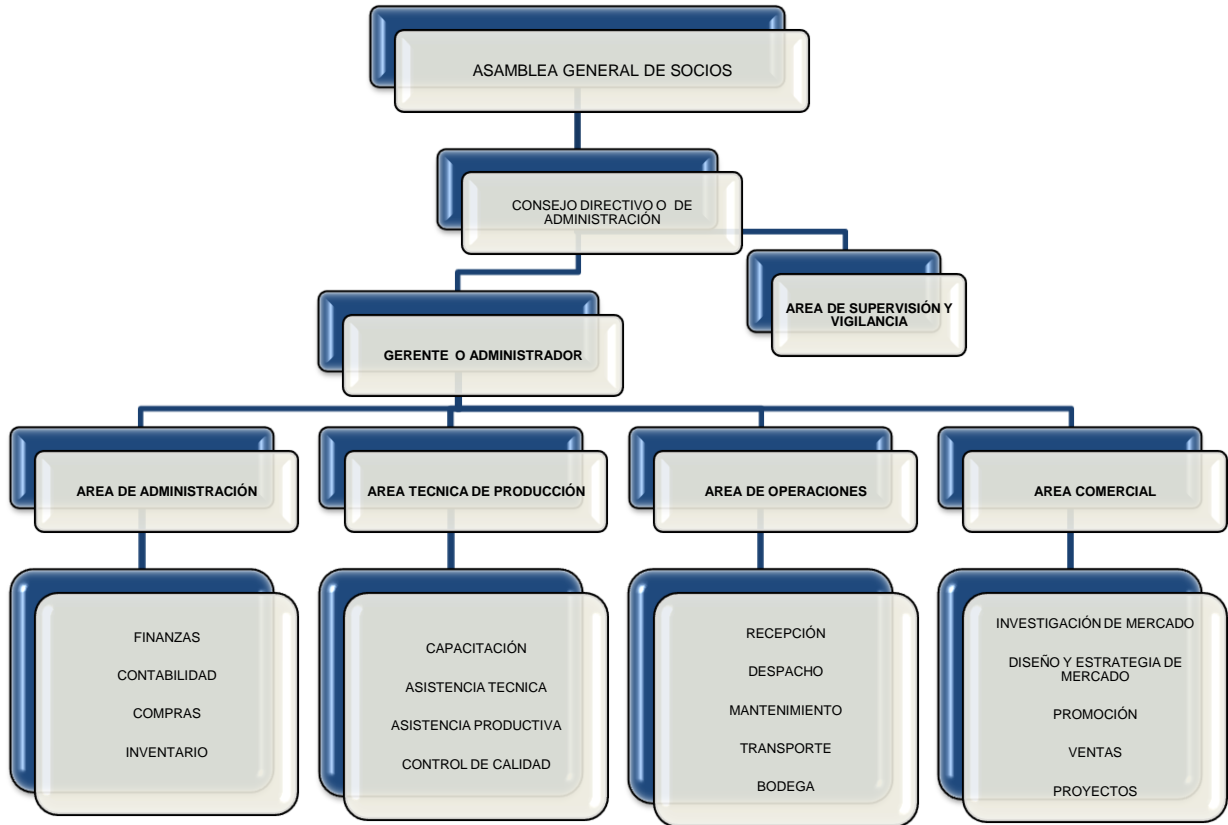 ASAMBLEA GENERAL DE SOCIOS
CONSEJO DIRECTIVO O DE
ADMINISTRACIÓN
AREA DE SUPERVISIÓN Y
VIGILANCIA
GERENTE O ADMINISTRADOR
AREA DE ADMINISTRACIÓN
AREA TECNICA DE PRODUCCIÓN
AREA DE OPERACIONES
AREA COMERCIAL
FINANZAS
CONTABILIDAD
COMPRAS
INVENTARIO
CAPACITACIÓN
ASISTENCIA TECNICA
ASISTENCIA PRODUCTIVA
CONTROL DE CALIDAD
RECEPCIÓN
DESPACHO
MANTENIMIENTO
TRANSPORTE
BODEGA
INVESTIGACIÓN DE MERCADO
DISEÑO Y ESTRATEGIA DE
MERCADO
PROMOCIÓN
VENTAS
PROYECTOS